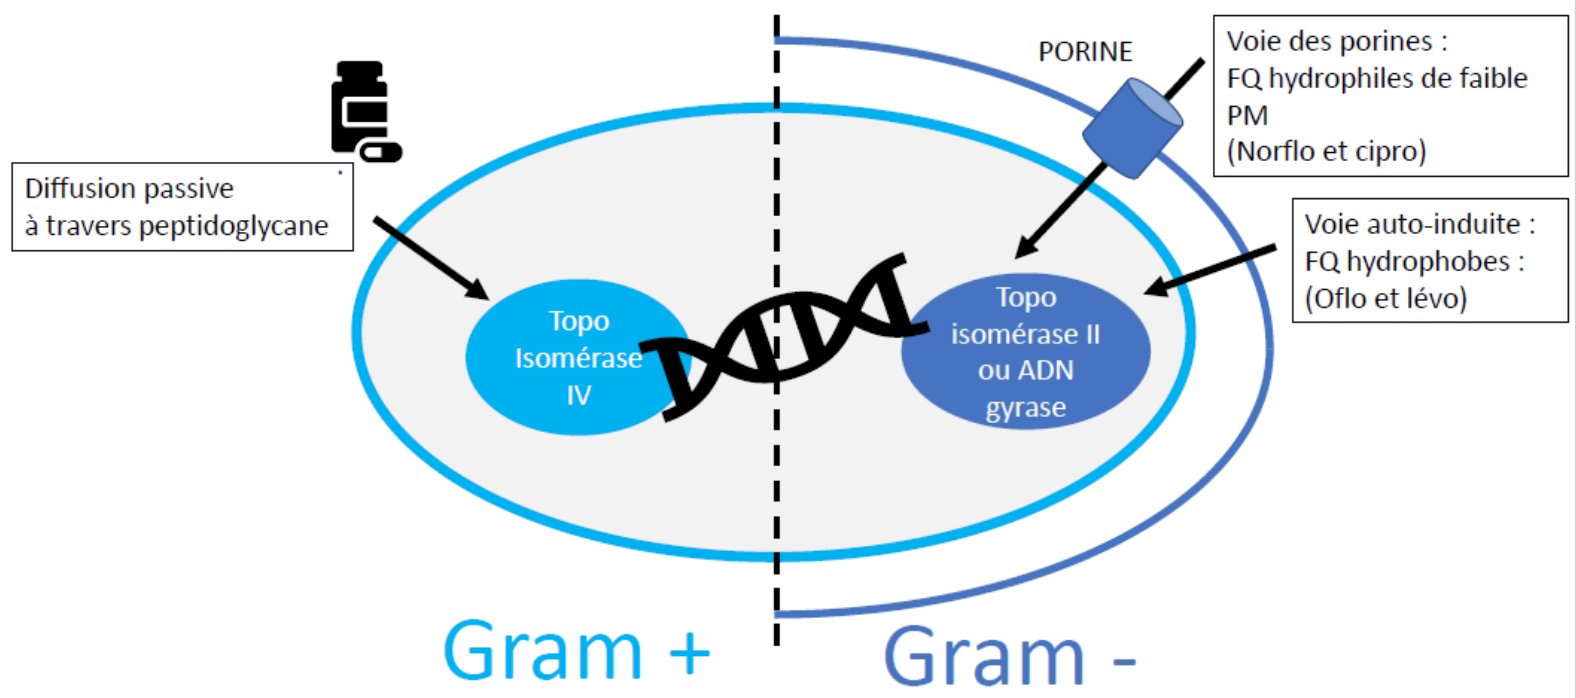 PORINE
Voie des porines :
FQ hydrophiles de faible
PM
(Norflo et cipro)
Diffusion passive
à travers peptidoglycane
Voie auto-induite :
FQ hydrophobes :
(Oflo et lévo)
Topo
Isomérase
IV
Topo
isomérase II
ou ADN
gyrase
Gram +
Gram -